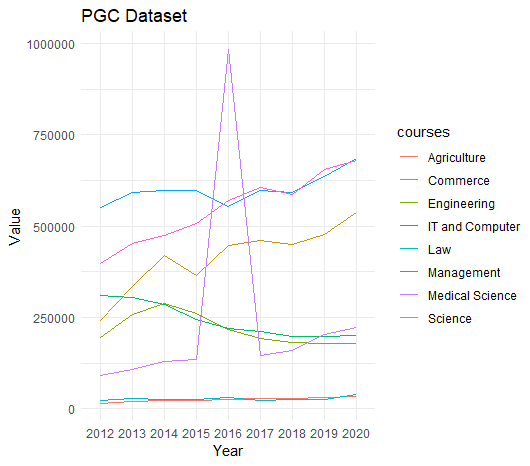 PGC Dataset
1000000
750000
500000
250000
0
Value
2012 2013 2014 2015 2016 2017 2018 2019 2020
Year
courses
Agriculture
Commerce
Engineering
IT and Computer
Law
Management
Medical Science
Science